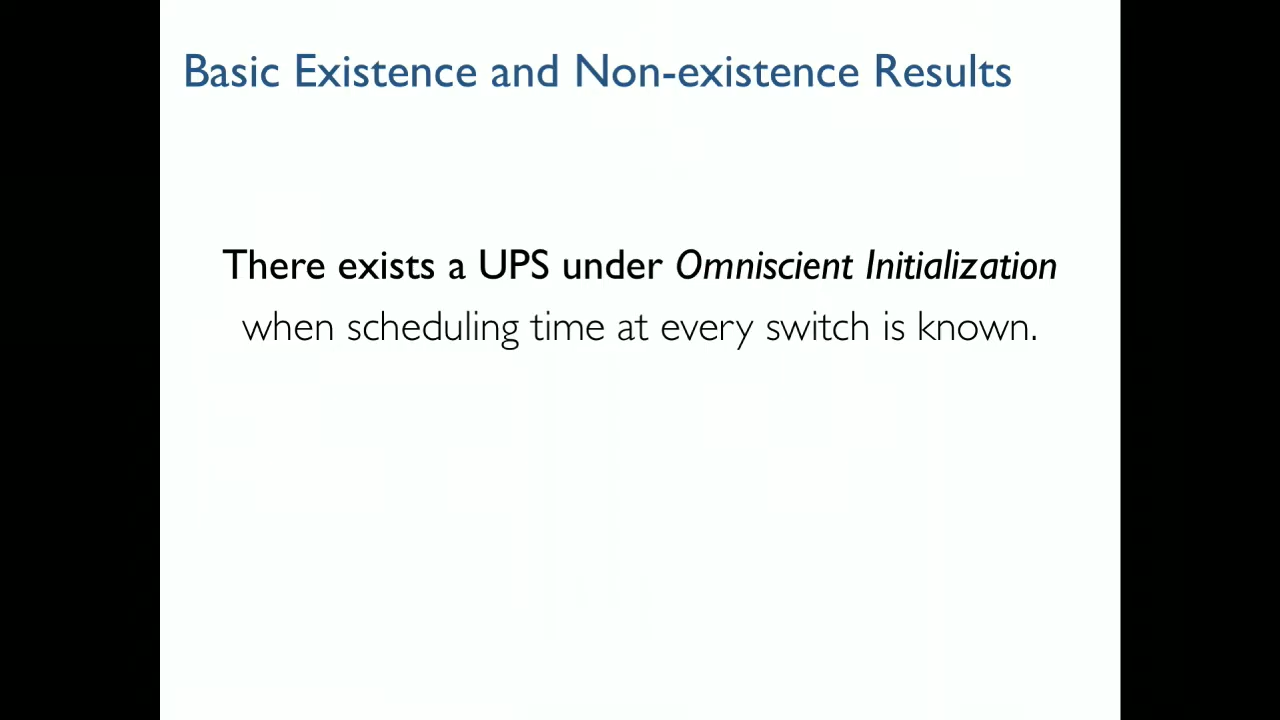 Basic Existence and Non-existence Results
There exists a UPS under Omniscient Initialization
when scheduling time at every switch is known.